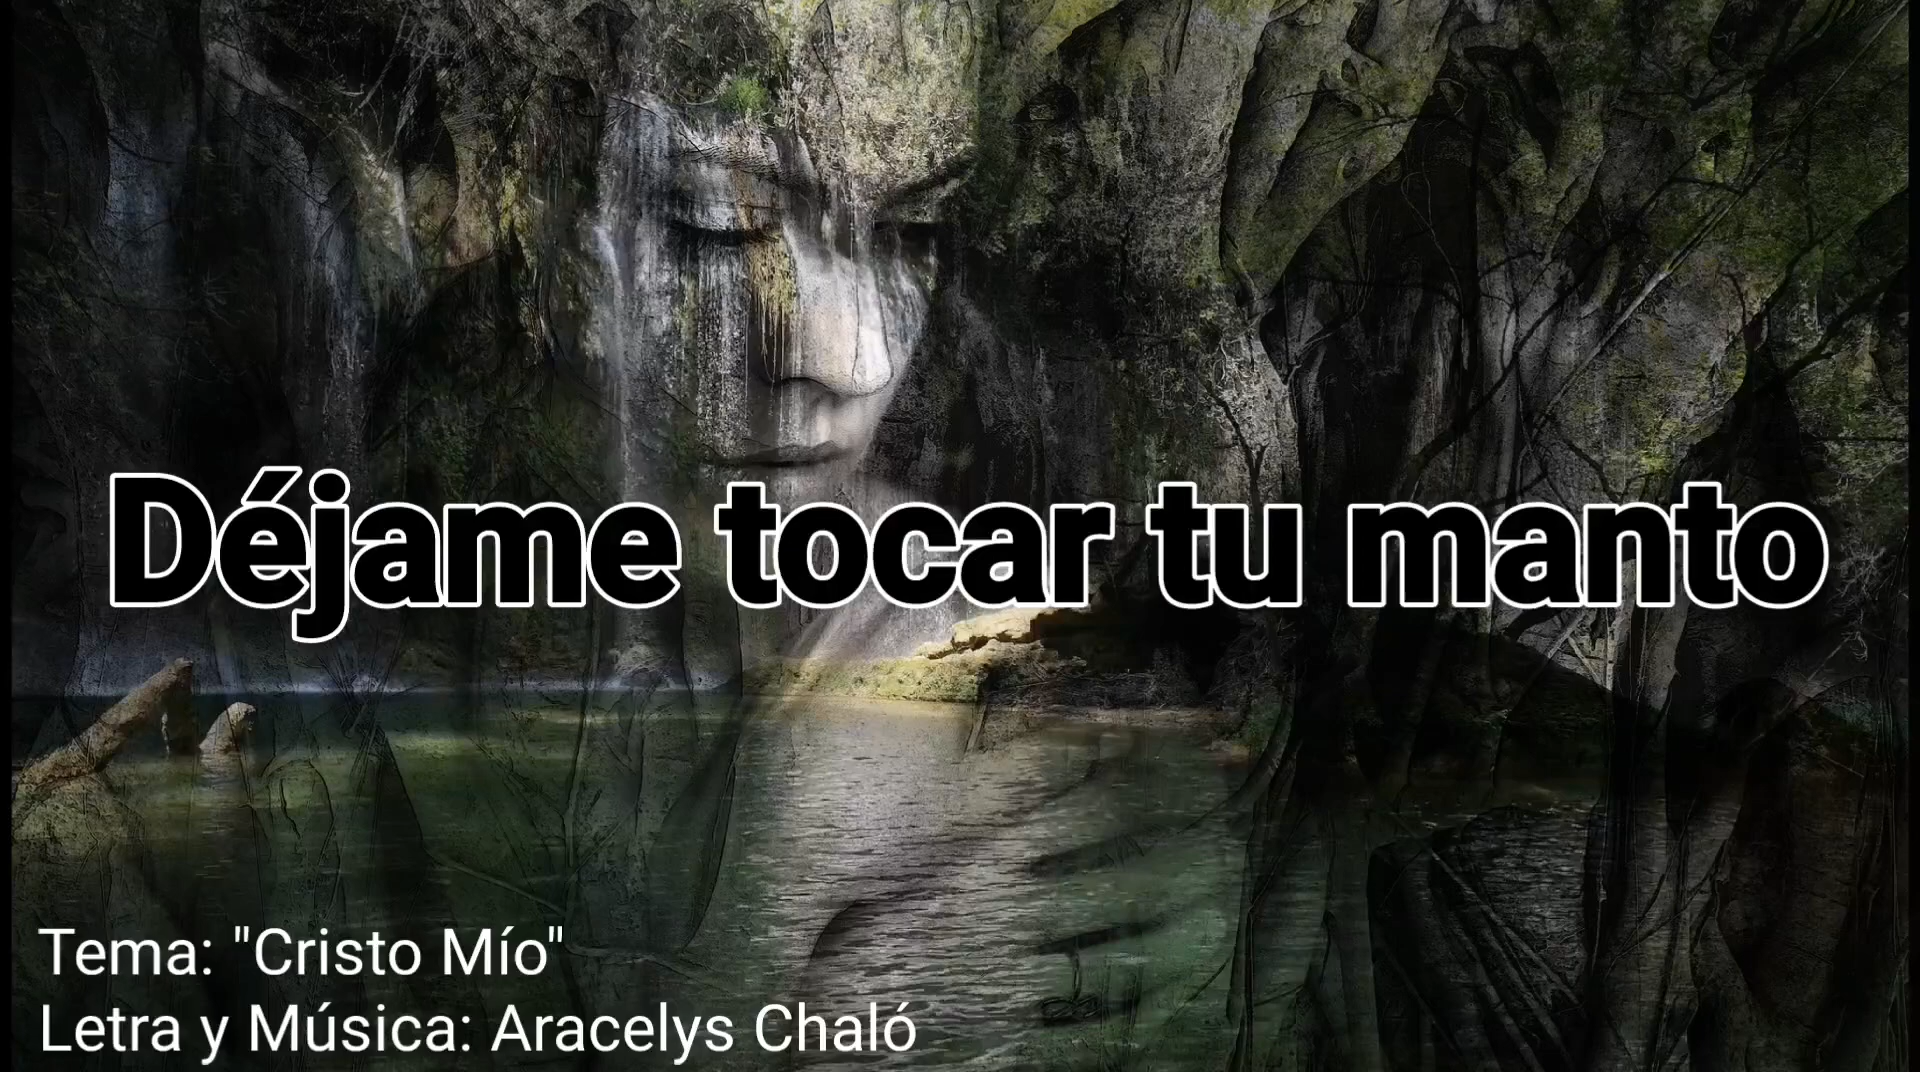 Déjame tocar tu manto
Tema: "Cristo Mío"
Letra y Música: Aracelys Chaló